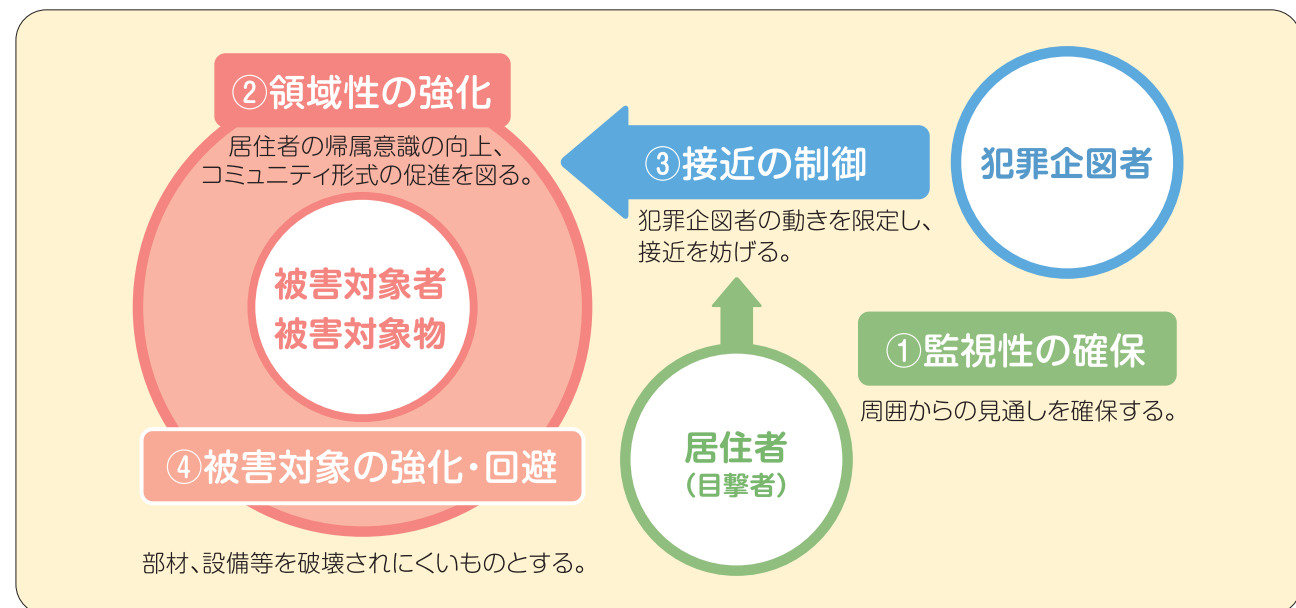 ②領域性の強化
居住者の帰属意識の向上、
コミュニティ形式の促進を図る。
被害対象者
被害対象物
④被害対象の強化・回避
部材、設備等を破壊されにくいものとする。
③接近の制御
犯罪企図者の動きを限定し、
接近を妨げる。
犯罪企図者
①監視性の確保
周囲からの見通しを確保する。
居住者
（目撃者）